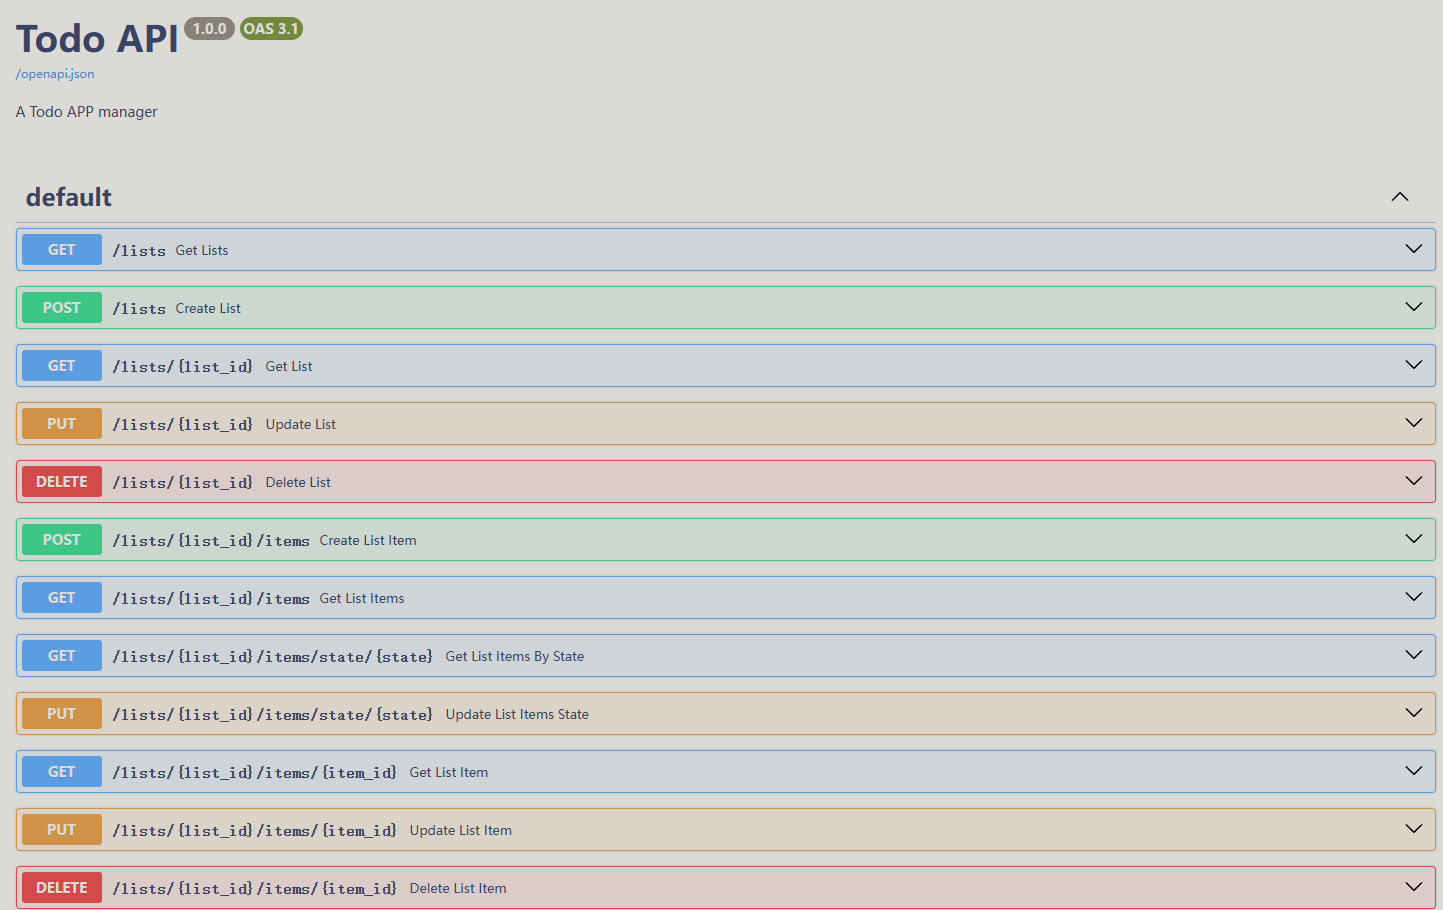 Todo API 1.0.0 OAS 3.1
/openapi.json
A Todo APP manager
default
GET /lists Get Lists
POST /lists Create List
GET /lists/{list_id} Get List
PUT /lists/{list_id} Update List
DELETE /lists/{list_id} Delete List
POST /lists/{list_id}/items Create List Item
GET /lists/{list_id}/items Get List Items
GET /lists/{list_id}/items/state/{state} Get List Items By State
PUT /lists/{list_id}/items/state/{state} Update List Items State
GET /lists/{list_id}/items/{item_id} Get List Item
PUT /lists/{list_id}/items/{item_id} Update List Item
DELETE /lists/{list_id}/items/{item_id} Delete List Item